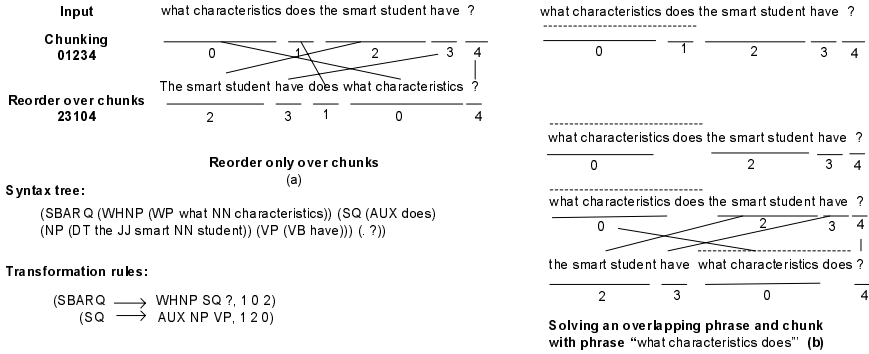 Input
what characteristics does the smart student have ?
Chunking
01234
0 1 2 3 4
The smart student have does what characteristics ?
Reorder over chunks
23104
2 3 1 0 4
Reorder only over chunks
(a)
Syntax tree:
(SBARQ (WHNP (WP what NN characteristics)) (SQ (AUX does)
(NP (DT the JJ smart NN student)) (VP (VB have))) (. ?))
Transformation rules:
(SBARQ ⟶ WHNP SQ ?, 1 0 2)
(SQ ⟶ AUX NP VP, 1 2 0)
what characteristics does the smart student have ?
0 1 2 3 4
what characteristics does the smart student have ?
0 2 3 4
what characteristics does the smart student have ?
0 2 3 4
the smart student have what characteristics does ?
2 3 0 4
Solving an overlapping phrase and chunk
with phrase “what characteristics does”’ (b)